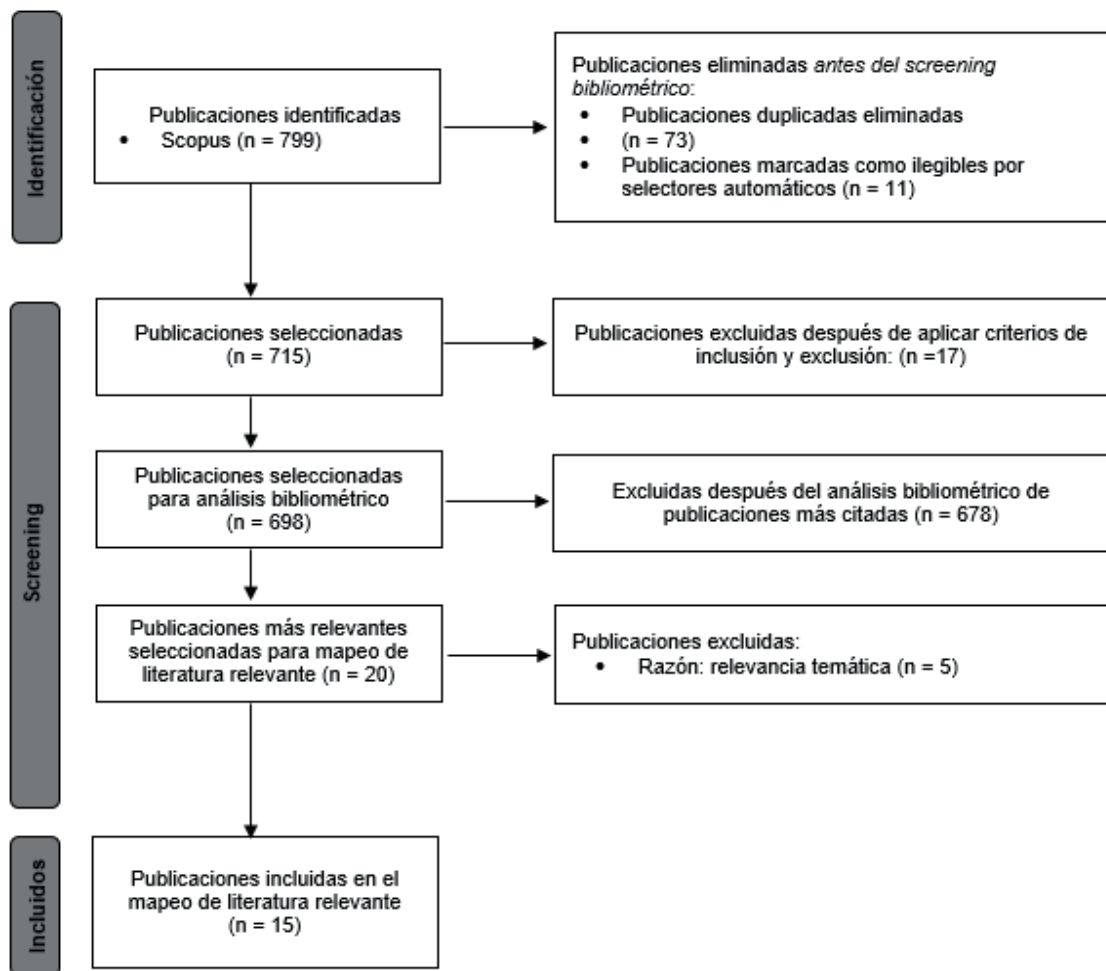 Identificación
Publicaciones identificadas
• Scopus (n = 799)
Publicaciones eliminadas antes del screening
bibliométrico:
• Publicaciones duplicadas eliminadas
• (n = 73)
• Publicaciones marcadas como ilegibles por
selectores automáticos (n = 11)
Screening
Publicaciones seleccionadas
(n = 715)
Publicaciones excluidas después de aplicar criterios de
inclusión y exclusión: (n =17)
Publicaciones seleccionadas
para análisis bibliométrico
(n = 698)
Excluidas después del análisis bibliométrico de
publicaciones más citadas (n = 678)
Publicaciones más relevantes
seleccionadas para mapeo de
literatura relevante (n = 20)
Publicaciones excluidas:
• Razón: relevancia temática (n = 5)
Incluidos
Publicaciones incluidas en el
mapeo de literatura relevante
(n = 15)